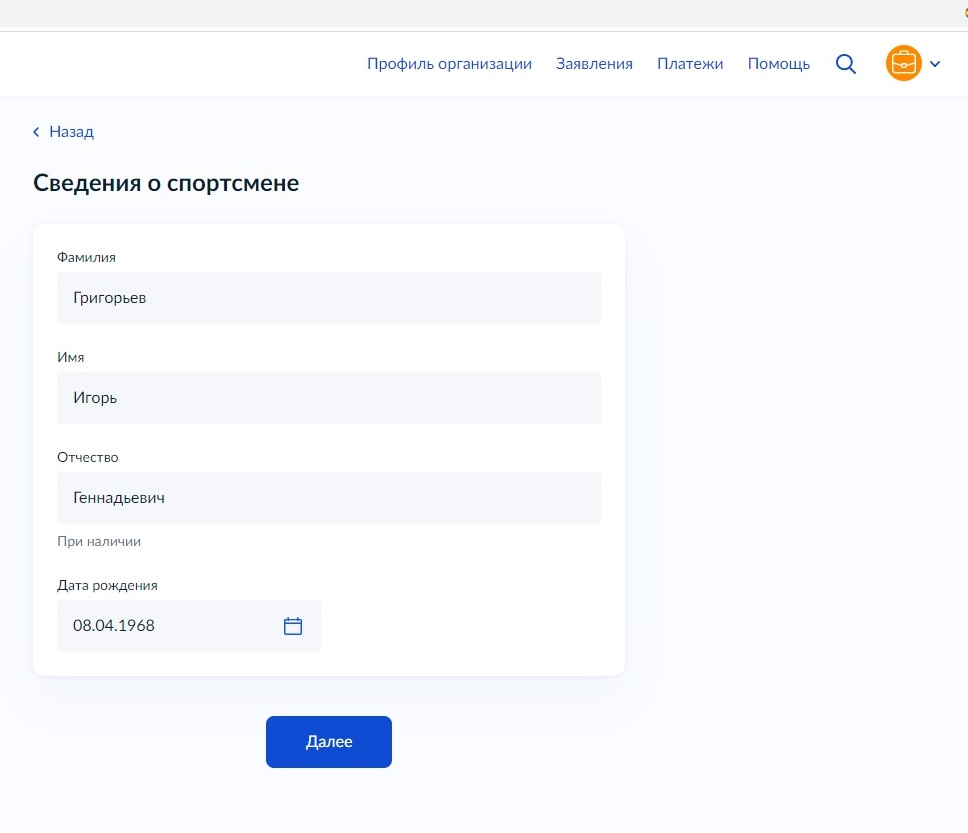 Профиль организации Заявления Платежи Помощь
Назад
Сведения о спортсмене
Фамилия
Григорьев
Имя
Игорь
Отчество
Геннадьевич
При наличии
Дата рождения
08.04.1968
Далее